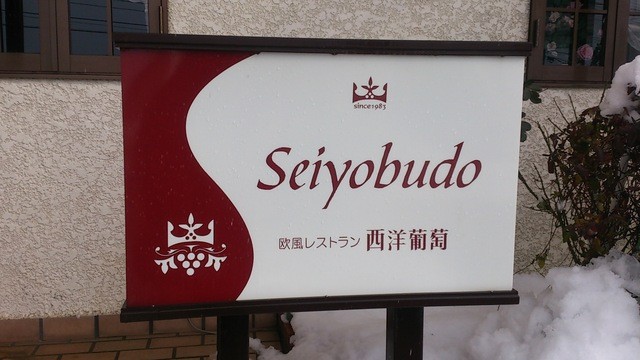 since1983
Seiyobudo
欧風レストラン 西洋葡萄